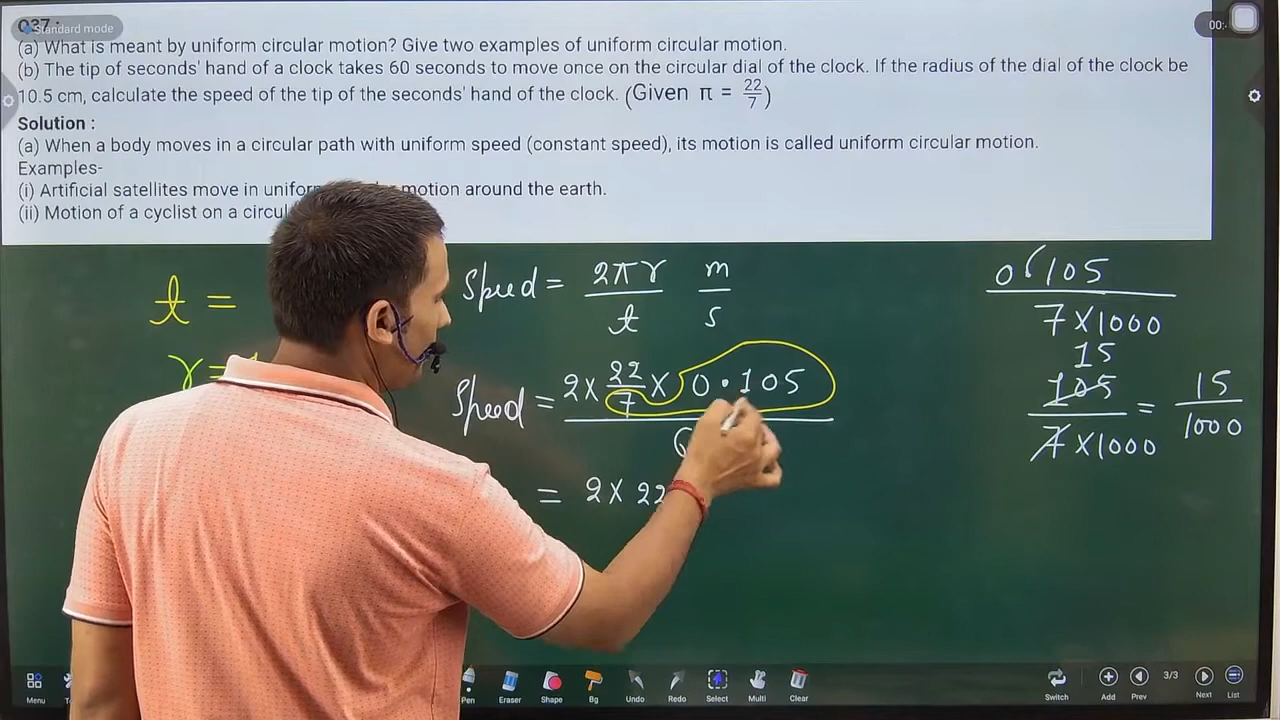 Q37 :
Standard mode
00:
(a) What is meant by uniform circular motion? Give two examples of uniform circular motion.
(b) The tip of seconds' hand of a clock takes 60 seconds to move once on the circular dial of the clock. If the radius of the dial of the clock be
10.5 cm, calculate the speed of the tip of the seconds' hand of the clock. (Given π = 22/7)
Solution :
(a) When a body moves in a circular path with uniform speed (constant speed), its motion is called uniform circular motion.
Examples-
(i) Artificial satellites move in motion around the earth.
(ii) Motion of a cyclist on a
t =
r =
Speed = 2πr/t m/s
Speed = 2 × 22/7 × 0.105
= 2 × 22
0.105
7 × 1000
15
105/7 × 1000 = 15/1000
Menu
Pen
Eraser
Shape
Bg
Undo
Redo
Select
Multi
Clear
Switch
Add
Prev
3/3
Next
List